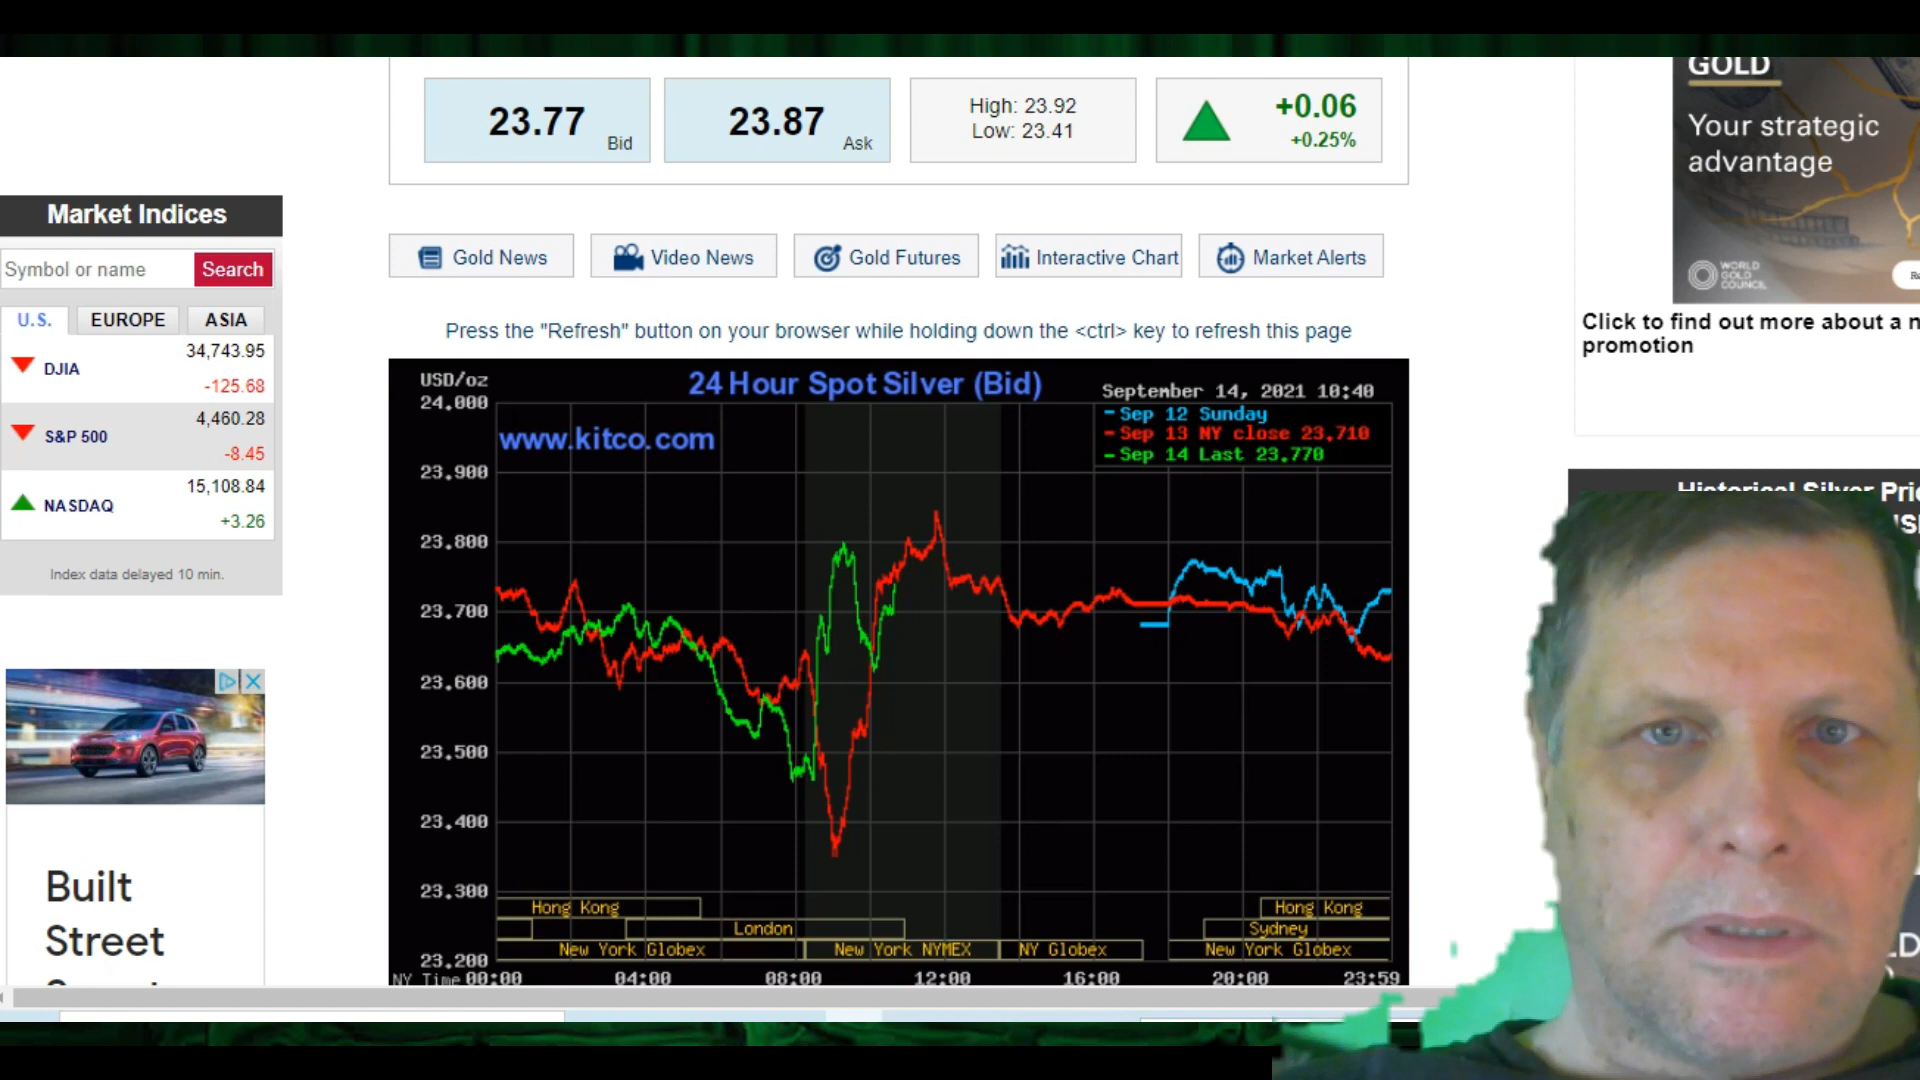 23.77 Bid
23.87 Ask
High: 23.92
Low: 23.41
+0.06
+0.25%
GOLD
Your strategic
advantage
WORLD
GOLD
COUNCIL
Click to find out more about a
promotion
Market Indices
Symbol or name Search
U.S. EUROPE ASIA
DJIA 34,743.95
-125.68
S&P 500 4,460.28
-8.45
NASDAQ 15,108.84
+3.26
Index data delayed 10 min.
Gold News Video News Gold Futures Interactive Chart Market Alerts
Press the "Refresh" button on your browser while holding down the <ctrl> key to refresh this page
USD/oz 24 Hour Spot Silver (Bid) September 14, 2021 10:40
www.kitco.com
Sep 12 Sunday
Sep 13 NY close 23.710
Sep 14 Last 23.770
24.000
23.900
23.800
23.700
23.600
23.500
23.400
23.300
23.200
Hong Kong Hong Kong
London Sydney
New York Globex New York NYMEX NY Globex New York Globex
NY Time 00:00 04:00 08:00 12:00 16:00 20:00 23:59
Historical Silver
Built
Street